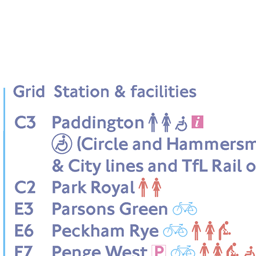 Grid Station & facilities
C3 Paddington i
(Circle and Hammersm
& City lines and TfL Rail o
C2 Park Royal
E3 Parsons Green
E6 Peckham Rye
F7 Penge West P